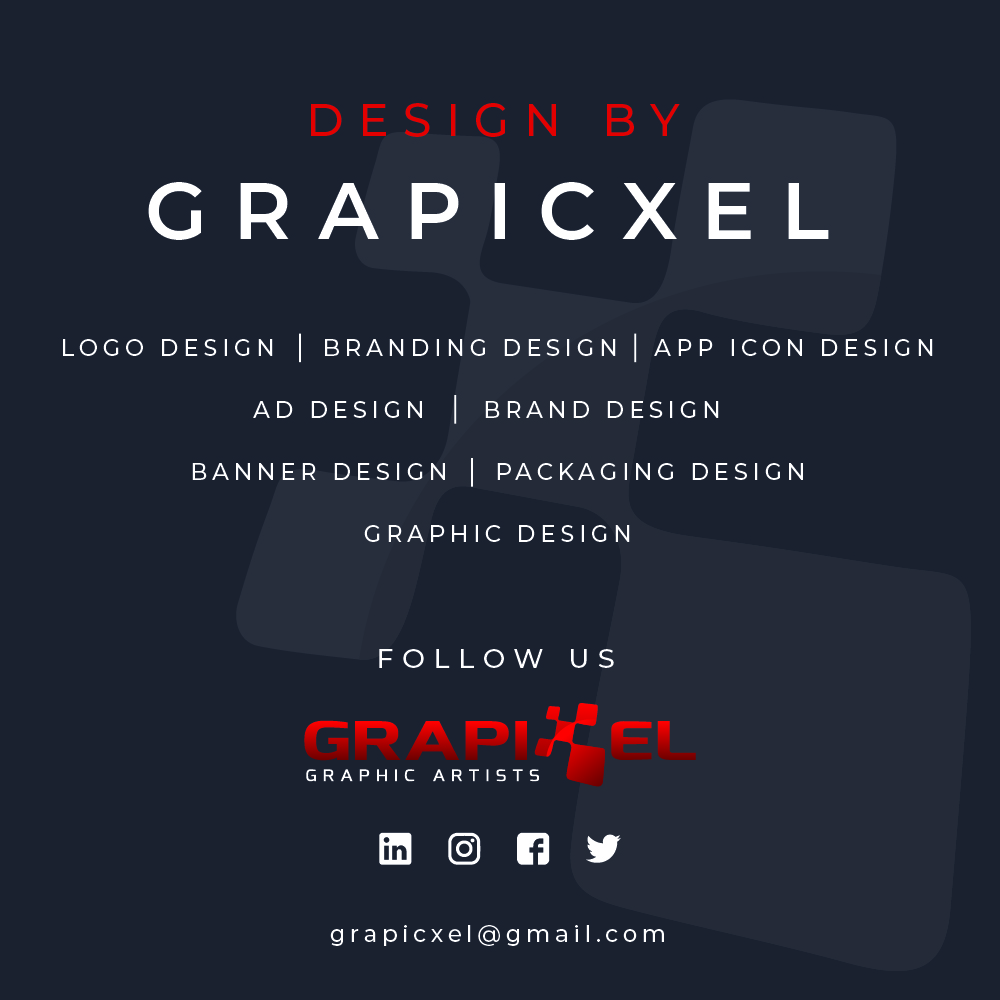 DESIGN BY
GRAPICXEL
LOGO DESIGN | BRANDING DESIGN | APP ICON DESIGN
AD DESIGN | BRAND DESIGN
BANNER DESIGN | PACKAGING DESIGN
GRAPHIC DESIGN
FOLLOW US
GRAPIXEL
GRAPHIC ARTISTS
grapicxel@gmail.com